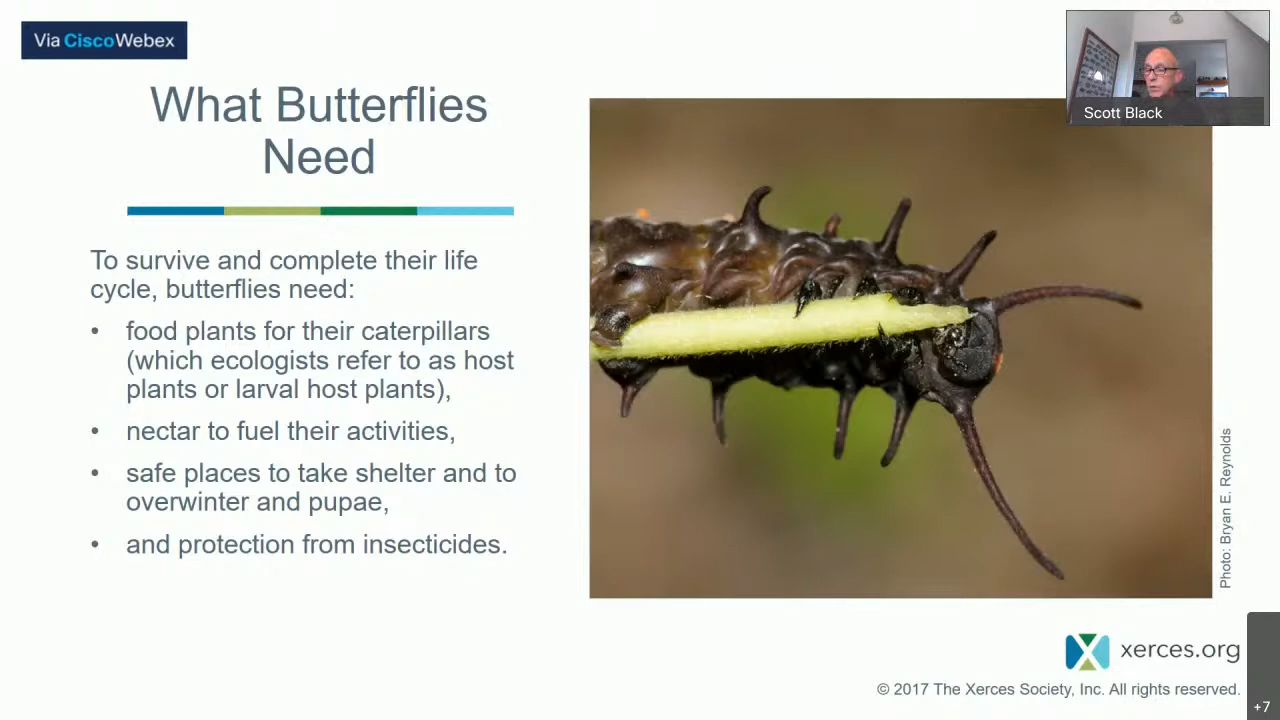 Via Cisco Webex
What Butterflies
Need
To survive and complete their life
cycle, butterflies need:
• food plants for their caterpillars
(which ecologists refer to as host
plants or larval host plants),
• nectar to fuel their activities,
• safe places to take shelter and to
overwinter and pupae,
• and protection from insecticides.
Scott Black
Photo: Bryan E. Reynolds
xerces.org
© 2017 The Xerces Society, Inc. All rights reserved.
+7